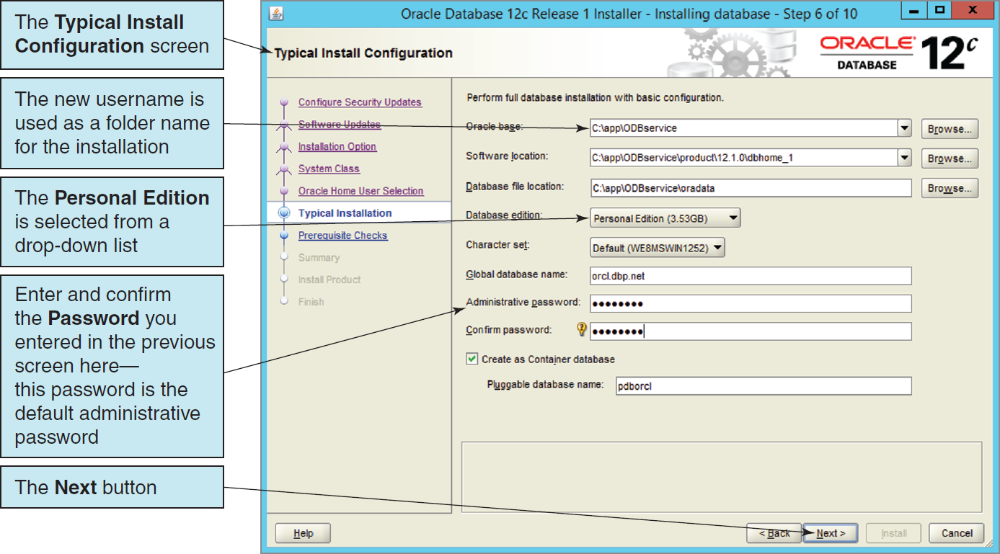 The Typical Install
Configuration screen
The new username is
used as a folder name
for the installation
The Personal Edition
is selected from a
drop-down list
Enter and confirm
the Password you
entered in the previous
screen here—
this password is the
default administrative
password
The Next button
Oracle Database 12c Release 1 Installer - Installing database - Step 6 of 10
Typical Install Configuration
ORACLE
DATABASE
12c
Configure Security Updates
Software Updates
Installation Option
System Class
Oracle Home User Selection
Typical Installation
Prerequisite Checks
Summary
Install Product
Finish
Perform full database installation with basic configuration.
Oracle base: C:\app\ODBservice Browse...
Software location: C:\app\ODBservice\product\12.1.0\dbhome_1 Browse...
Database file location: C:\app\ODBservice\oradata Browse...
Database edition: Personal Edition (3.53GB)
Character set: Default (WE8MSWIN1252)
Global database name: orcl.dbp.net
Administrative password: ●●●●●●●●
Confirm password: ●●●●●●●●
Create as Container database
Pluggable database name: pdborcl
Help < Back Next > Install Cancel